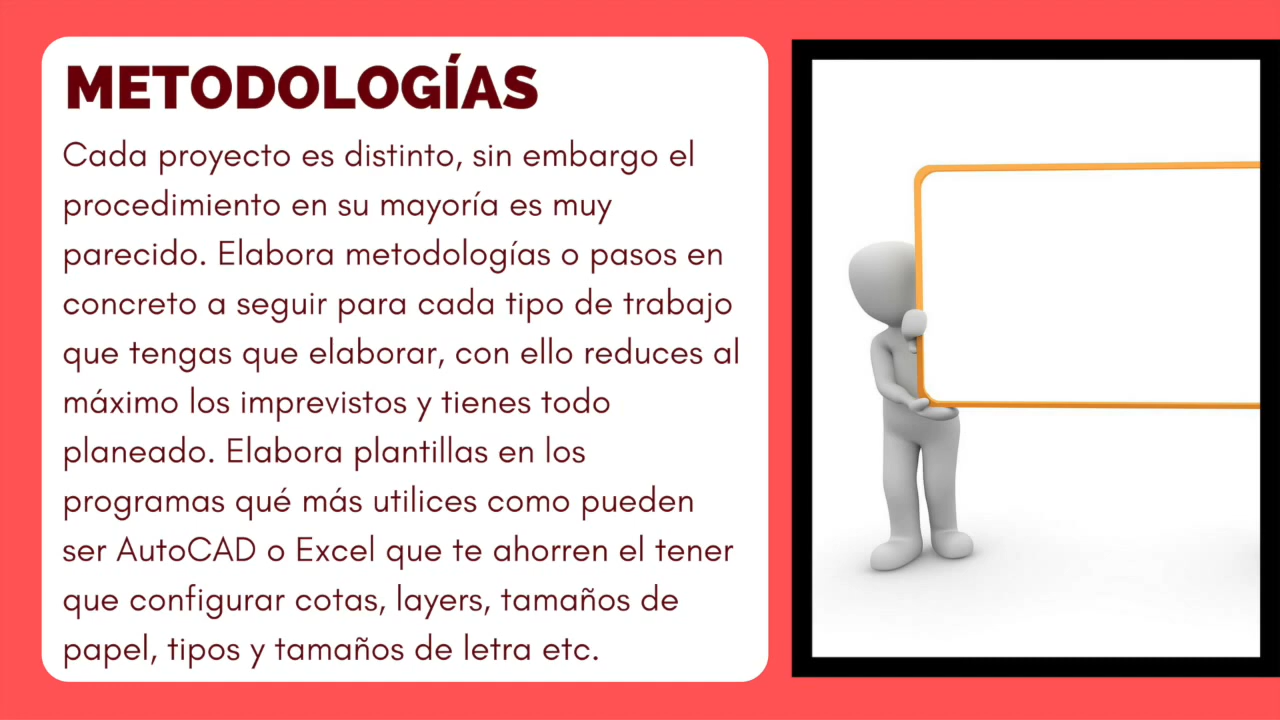 METODOLOGÍAS
Cada proyecto es distinto, sin embargo el
procedimiento en su mayoría es muy
parecido. Elabora metodologías o pasos en
concreto a seguir para cada tipo de trabajo
que tengas que elaborar, con ello reduces al
máximo los imprevistos y tienes todo
planeado. Elabora plantillas en los
programas qué más utilices como pueden
ser AutoCAD o Excel que te ahorren el tener
que configurar cotas, layers, tamaños de
papel, tipos y tamaños de letra etc.